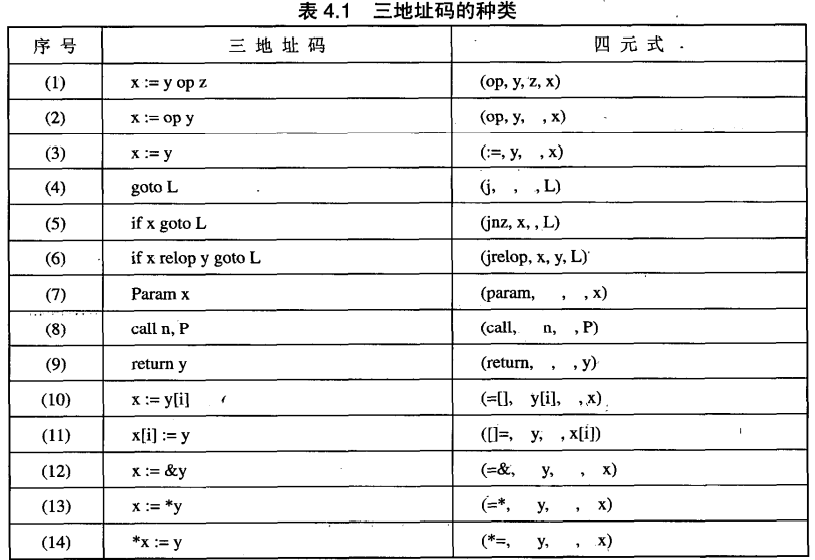 表 4.1 三地址码的种类
序号 三地址码 四元式
(1) x := y op z (op, y, z, x)
(2) x := op y (op, y, , x)
(3) x := y (:=, y, , x)
(4) goto L (j, , , L)
(5) if x goto L (jnz, x, , L)
(6) if x relop y goto L (jrelop, x, y, L)
(7) Param x (param, , , x)
(8) call n, P (call, n, , P)
(9) return y (return, , , y)
(10) x := y[i] (=[], y[i], , x)
(11) x[i] := y ([]=, y, , x[i])
(12) x := &y (=&, y, , x)
(13) x := *y (=*, y, , x)
(14) *x := y (*=, y, , x)